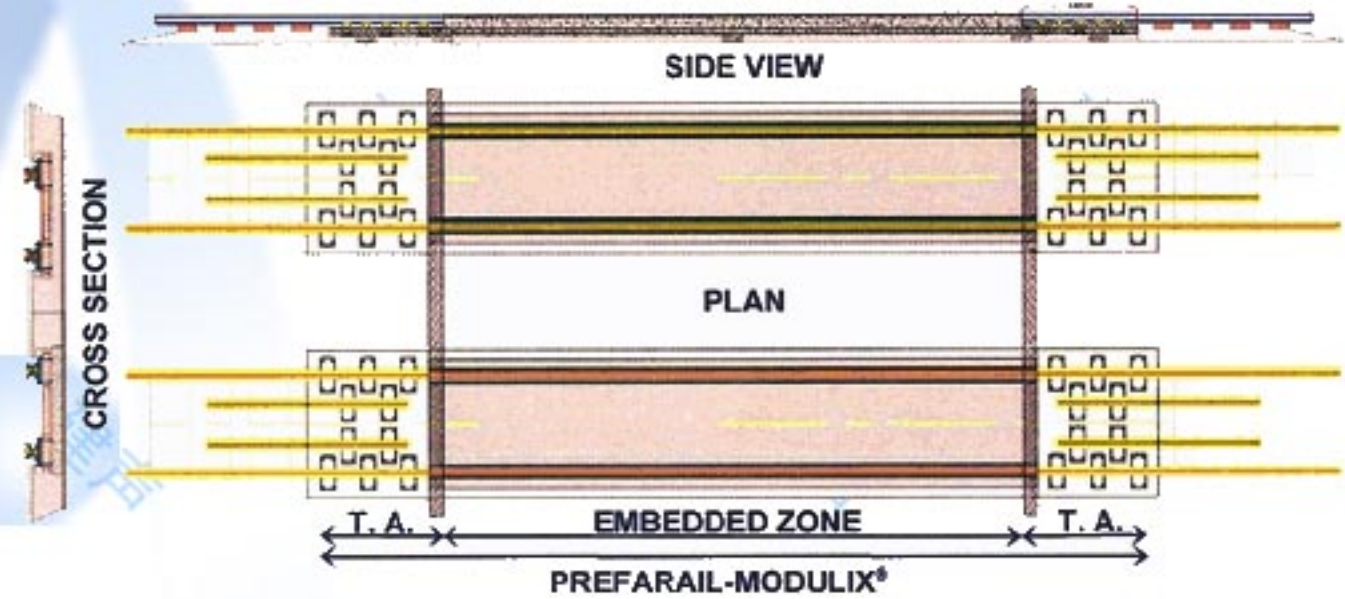 SIDE VIEW
CROSS SECTION
PLAN
T. A.
EMBEDDED ZONE
T. A.
PREFARAIL-MODULIX®